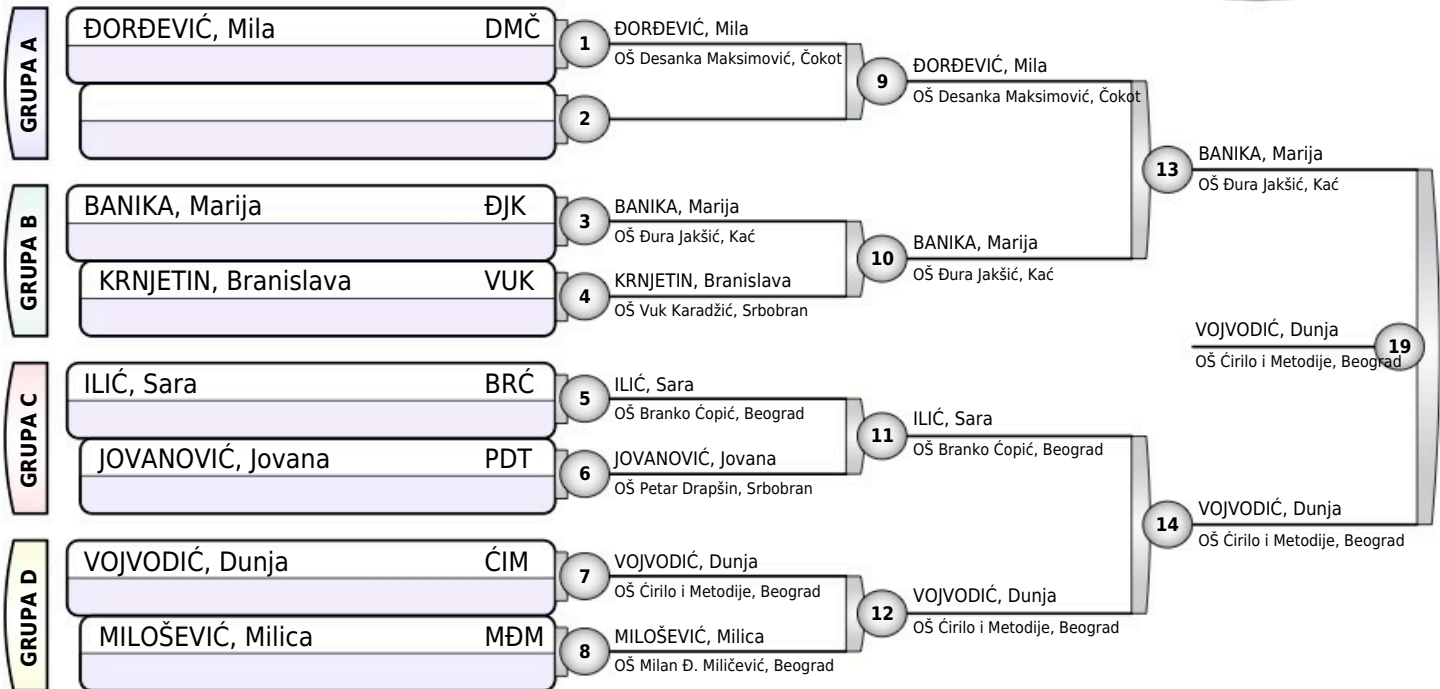 GRUPA A
ĐORĐEVIĆ, Mila DMČ
1
ĐORĐEVIĆ, Mila
OŠ Desanka Maksimović, Čokot
2
9
ĐORĐEVIĆ, Mila
OŠ Desanka Maksimović, Čokot
GRUPA B
BANIKA, Marija ĐJK
3
BANIKA, Marija
OŠ Đura Jakšić, Kać
KRNJETIN, Branislava VUK
4
KRNJETIN, Branislava
OŠ Vuk Karadžić, Srbobran
10
BANIKA, Marija
OŠ Đura Jakšić, Kać
13
BANIKA, Marija
OŠ Đura Jakšić, Kać
GRUPA C
ILIĆ, Sara BRĆ
5
ILIĆ, Sara
OŠ Branko Ćopić, Beograd
JOVANOVIĆ, Jovana PDT
6
JOVANOVIĆ, Jovana
OŠ Petar Drapšin, Srbobran
11
ILIĆ, Sara
OŠ Branko Ćopić, Beograd
GRUPA D
VOJVODIĆ, Dunja ĆIM
7
VOJVODIĆ, Dunja
OŠ Ćirilo i Metodije, Beograd
MILOŠEVIĆ, Milica MĐM
8
MILOŠEVIĆ, Milica
OŠ Milan Đ. Miličević, Beograd
12
VOJVODIĆ, Dunja
OŠ Ćirilo i Metodije, Beograd
14
VOJVODIĆ, Dunja
OŠ Ćirilo i Metodije, Beograd
VOJVODIĆ, Dunja
19
OŠ Ćirilo i Metodije, Beograd